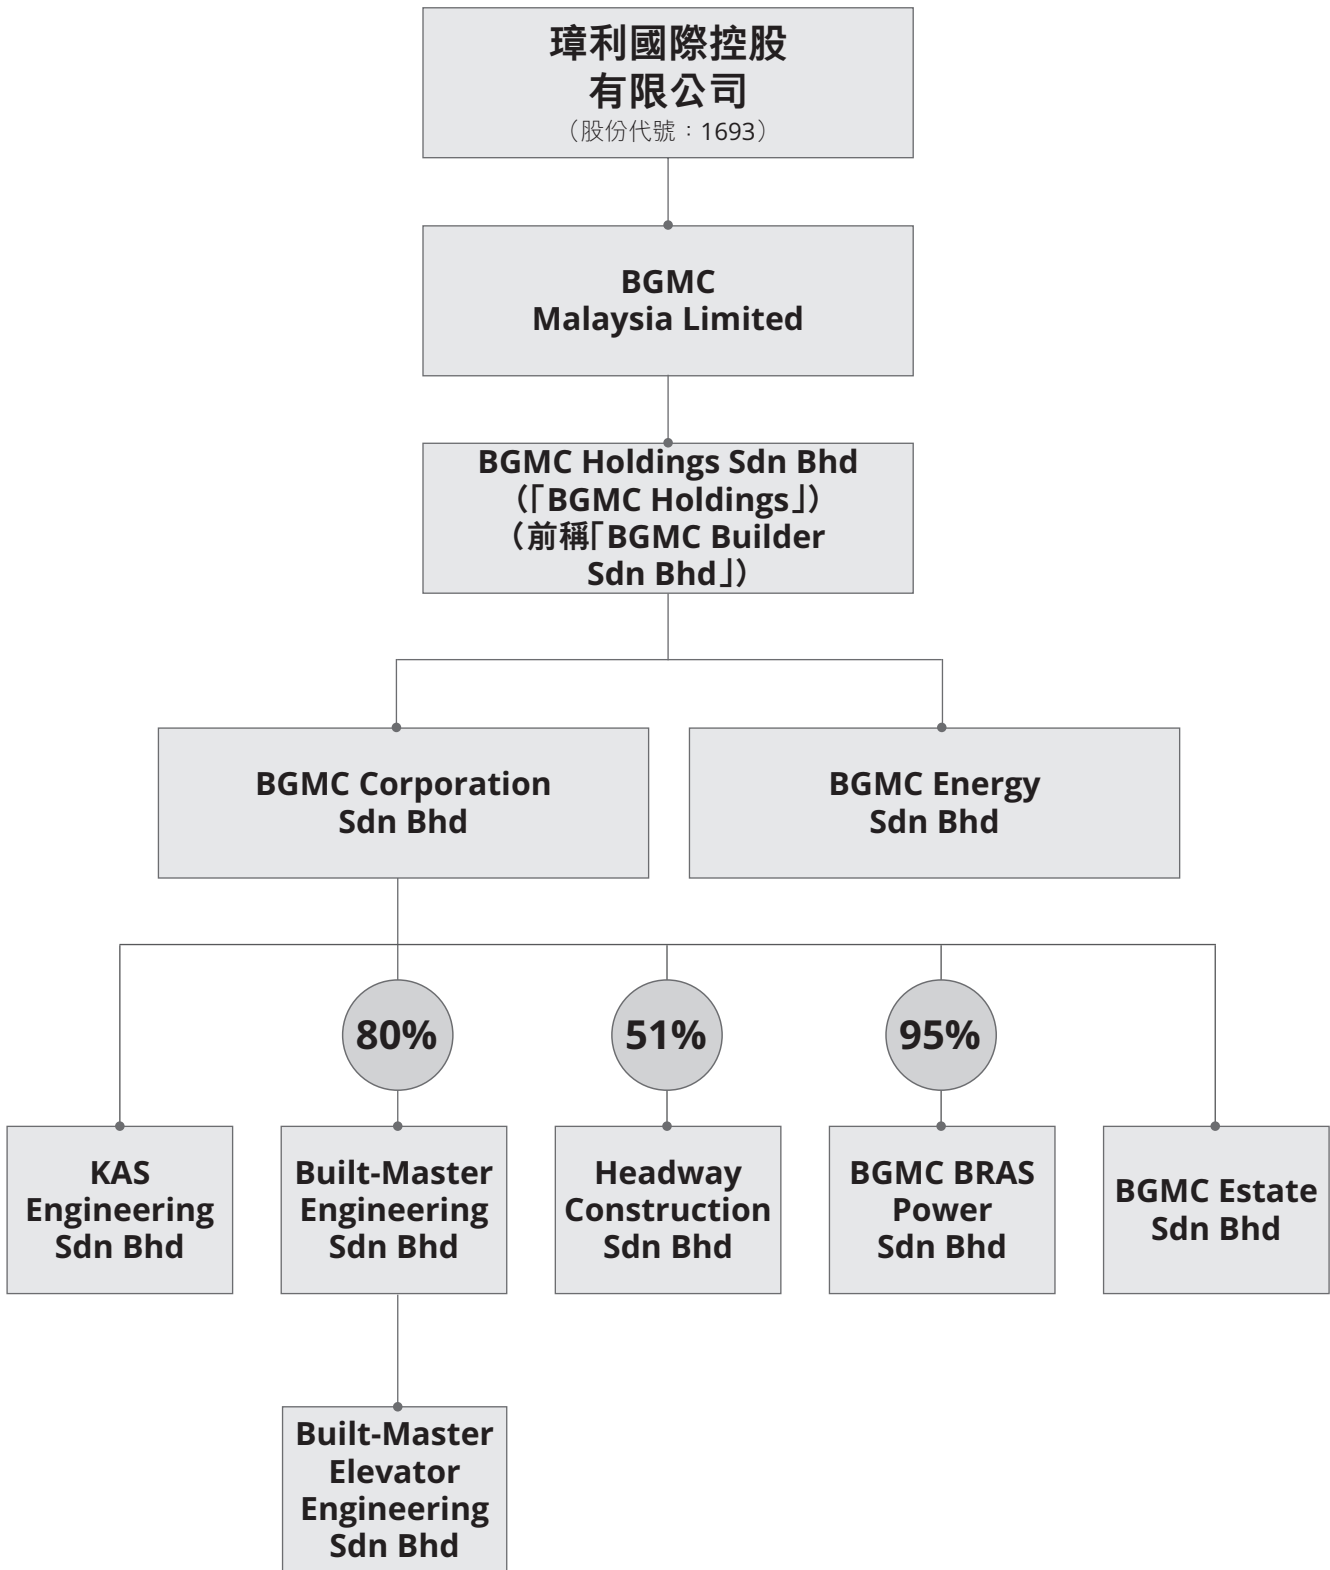 璋利國際控股
有限公司
（股份代號：1693）
BGMC
Malaysia Limited
BGMC Holdings Sdn Bhd
（「BGMC Holdings」）
（前稱「BGMC Builder
Sdn Bhd」）
BGMC Corporation
Sdn Bhd
BGMC Energy
Sdn Bhd
80%
51%
95%
KAS
Engineering
Sdn Bhd
Built-Master
Engineering
Sdn Bhd
Headway
Construction
Sdn Bhd
BGMC BRAS
Power
Sdn Bhd
BGMC Estate
Sdn Bhd
Built-Master
Elevator
Engineering
Sdn Bhd